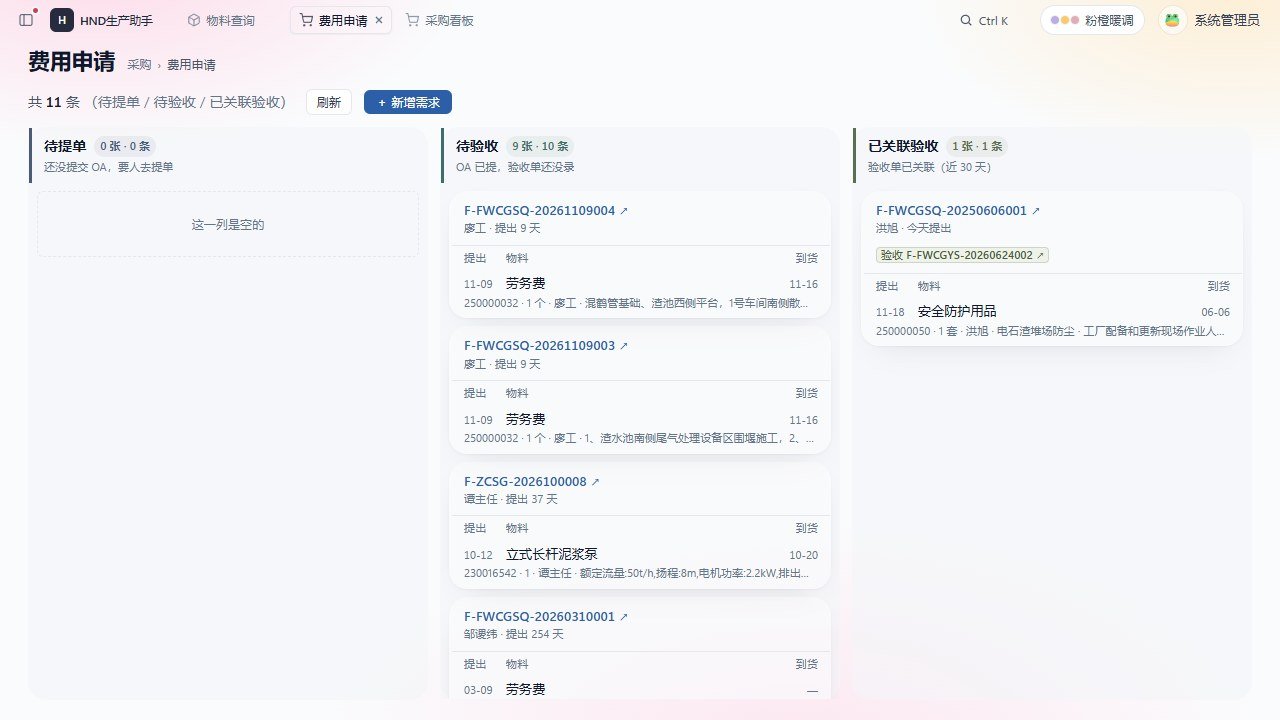 H HND生产助手 物料查询 费用申请 × 采购看板 Ctrl K 粉橙暖调 系统管理员
费用申请 采购 › 费用申请
共 11 条 (待提单 / 待验收 / 已关联验收) 刷新 + 新增需求
待提单 0 张 · 0 条
还没提交 OA，要人去提单
这一列是空的
待验收 9 张 · 10 条
OA 已提，验收单还没录
F-FWCGSQ-20261109004 ↗
廖工 · 提出 9 天
提出 物料 到货
11-09 劳务费 11-16
250000032 · 1 个 · 廖工 · 混鹤管基础、渣池西侧平台，1号车间南侧散...
F-FWCGSQ-20261109003 ↗
廖工 · 提出 9 天
提出 物料 到货
11-09 劳务费 11-16
250000032 · 1 个 · 廖工 · 1、渣水池南侧尾气处理设备区围堰施工，2、...
F-ZCSG-2026100008 ↗
谭主任 · 提出 37 天
提出 物料 到货
10-12 立式长杆泥浆泵 10-20
230016542 · 1 · 谭主任 · 额定流量:50t/h,扬程:8m,电机功率:2.2kW,排出...
F-FWCGSQ-20260310001 ↗
邹谡纬 · 提出 254 天
提出 物料 到货
03-09 劳务费 —
已关联验收 1 张 · 1 条
验收单已关联（近 30 天）
F-FWCGSQ-20250606001 ↗
洪旭 · 今天提出
验收 F-FWCGYS-20260624002 ↗
提出 物料 到货
11-18 安全防护用品 06-06
250000050 · 1 套 · 洪旭 · 电石渣堆场防尘 · 工厂配备和更新现场作业人...